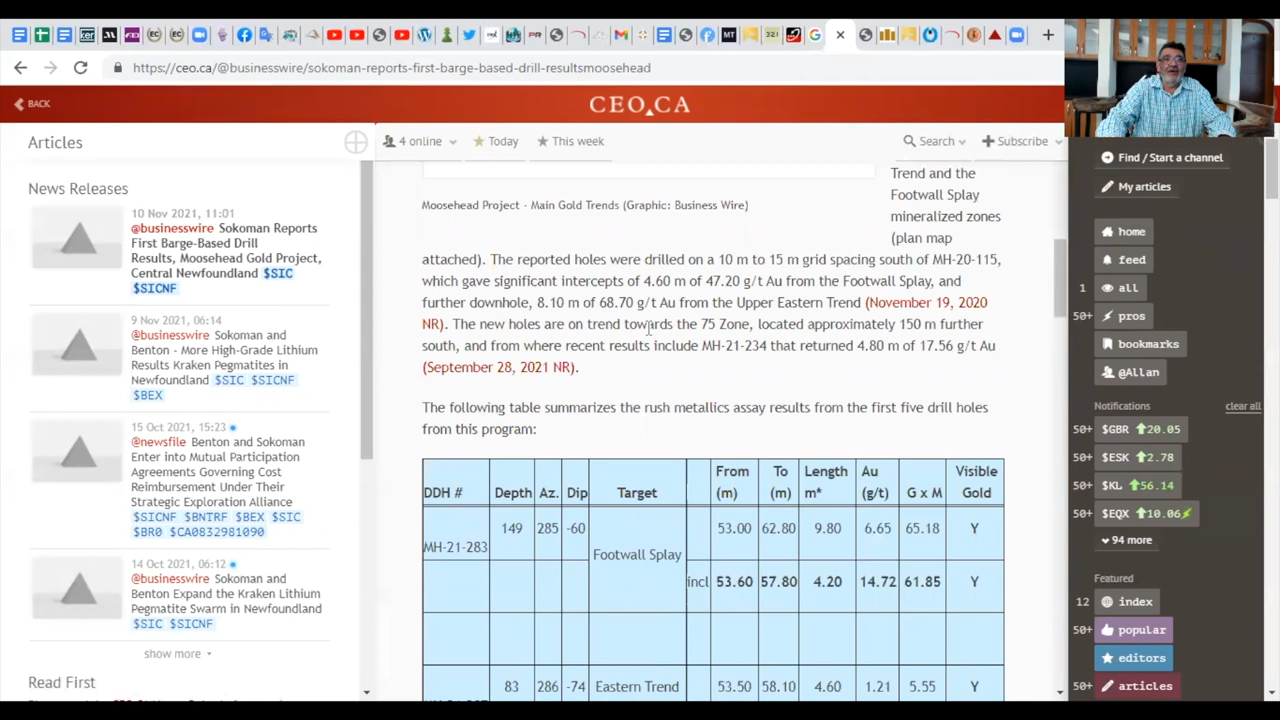 https://ceo.ca/@businesswire/sokoman-reports-first-barge-based-drill-resultsmoosehead
BACK
CEO.CA
Articles
4 online
Today
This week
Search
Subscribe
News Releases
10 Nov 2021, 11:01
@businesswire Sokoman Reports
First Barge-Based Drill
Results, Moosehead Gold Project,
Central Newfoundland $SIC
$SICNF
9 Nov 2021, 06:14
@businesswire Sokoman and
Benton - More High-Grade Lithium
Results Kraken Pegmatites in
Newfoundland $SIC $SICNF
$BEX
15 Oct 2021, 15:23
@newsfile Benton and Sokoman
Enter into Mutual Participation
Agreements Governing Cost
Reimbursement Under Their
Strategic Exploration Alliance
$SICNF $BNTRF $BEX $SIC
$BR0 $CA0832981090
14 Oct 2021, 06:12
@businesswire Sokoman and
Benton Expand the Kraken Lithium
Pegmatite Swarm in Newfoundland
$SIC $SICNF
show more
Read First
Trend and the
Footwall Splay
mineralized zones
(plan map
Moosehead Project - Main Gold Trends (Graphic: Business Wire)
attached). The reported holes were drilled on a 10 m to 15 m grid spacing south of MH-20-115,
which gave significant intercepts of 4.60 m of 47.20 g/t Au from the Footwall Splay, and
further downhole, 8.10 m of 68.70 g/t Au from the Upper Eastern Trend (November 19, 2020
NR). The new holes are on trend towards the 75 Zone, located approximately 150 m further
south, and from where recent results include MH-21-234 that returned 4.80 m of 17.56 g/t Au
(September 28, 2021 NR).
The following table summarizes the rush metallics assay results from the first five drill holes
from this program:
DDH # Depth Az. Dip Target From (m) To (m) Length m* Au (g/t) G x M Visible Gold
MH-21-283 149 285 -60 Footwall Splay 53.00 62.80 9.80 6.65 65.18 Y
incl 53.60 57.80 4.20 14.72 61.85 Y
83 286 -74 Eastern Trend 53.50 58.10 4.60 1.21 5.55 Y
Find / Start a channel
My articles
home
feed
1 all
50+ pros
bookmarks
@Allan
Notifications
clear all
50+ $GBR 20.05
50+ $ESK 2.78
50+ $KL 56.14
50+ $EQX 10.06
94 more
Featured
12 index
50+ popular
editors
50+ articles